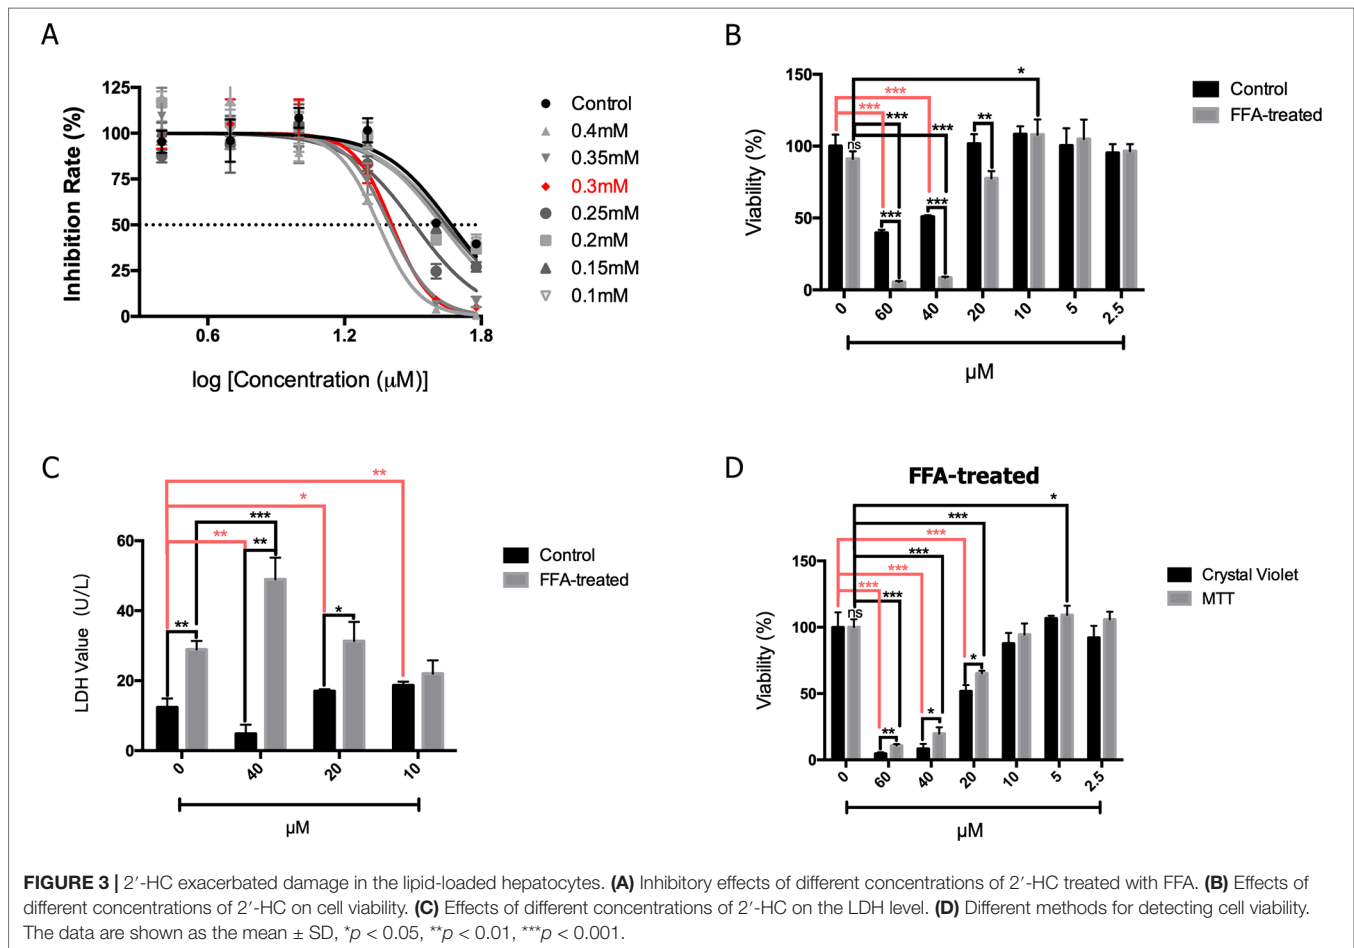 A
125
100
75
50
25
0
0.6
1.2
1.8
Inhibition Rate (%)
log [Concentration (μM)]
Control
0.4mM
0.35mM
0.3mM
0.25mM
0.2mM
0.15mM
0.1mM
B
150
100
50
0
Viability (%)
*
***
***
***
***
**
ns
***
***
0
60
40
20
10
5
2.5
μM
Control
FFA-treated
C
60
40
20
0
LDH Value (U/L)
**
*
***
**
**
**
*
0
40
20
10
μM
Control
FFA-treated
D
FFA-treated
150
100
50
0
Viability (%)
*
***
***
***
***
***
***
ns
*
*
**
0
60
40
20
10
5
2.5
μM
Crystal Violet
MTT
FIGURE 3 | 2′-HC exacerbated damage in the lipid-loaded hepatocytes. (A) Inhibitory effects of different concentrations of 2′-HC treated with FFA. (B) Effects of
different concentrations of 2′-HC on cell viability. (C) Effects of different concentrations of 2′-HC on the LDH level. (D) Different methods for detecting cell viability.
The data are shown as the mean ± SD, *p < 0.05, **p < 0.01, ***p < 0.001.